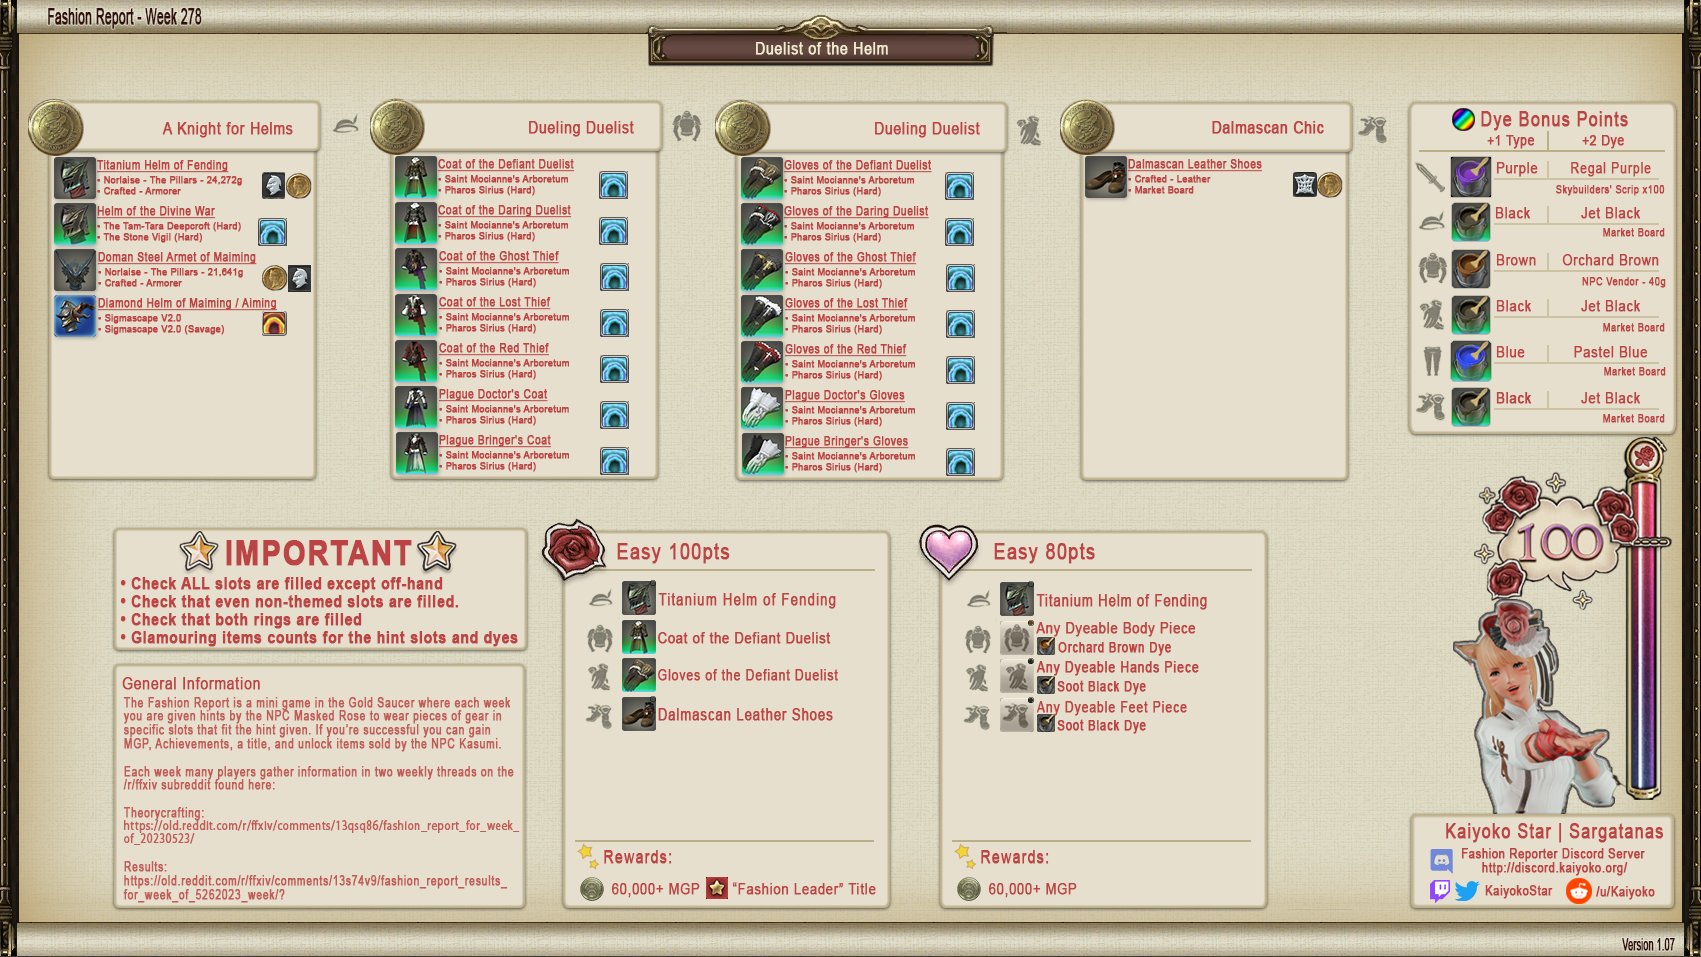 Fashion Report - Week 278
Duelist of the Helm
A Knight for Helms
Titanium Helm of Fending
• Norlaise - The Pillars - 24,272g
• Crafted - Armorer
Helm of the Divine War
• The Tam-Tara Deepcroft (Hard)
• The Stone Vigil (Hard)
Doman Steel Armet of Maiming
• Norlaise - The Pillars - 21,641g
• Crafted - Armorer
Diamond Helm of Maiming / Aiming
• Sigmascape V2.0
• Sigmascape V2.0 (Savage)
Dueling Duelist
Coat of the Defiant Duelist
• Saint Mocianne's Arboretum
• Pharos Sirius (Hard)
Coat of the Daring Duelist
• Saint Mocianne's Arboretum
• Pharos Sirius (Hard)
Coat of the Ghost Thief
• Saint Mocianne's Arboretum
• Pharos Sirius (Hard)
Coat of the Lost Thief
• Saint Mocianne's Arboretum
• Pharos Sirius (Hard)
Coat of the Red Thief
• Saint Mocianne's Arboretum
• Pharos Sirius (Hard)
Plague Doctor's Coat
• Saint Mocianne's Arboretum
• Pharos Sirius (Hard)
Plague Bringer's Coat
• Saint Mocianne's Arboretum
• Pharos Sirius (Hard)
Dueling Duelist
Gloves of the Defiant Duelist
• Saint Mocianne's Arboretum
• Pharos Sirius (Hard)
Gloves of the Daring Duelist
• Saint Mocianne's Arboretum
• Pharos Sirius (Hard)
Gloves of the Ghost Thief
• Saint Mocianne's Arboretum
• Pharos Sirius (Hard)
Gloves of the Lost Thief
• Saint Mocianne's Arboretum
• Pharos Sirius (Hard)
Gloves of the Red Thief
• Saint Mocianne's Arboretum
• Pharos Sirius (Hard)
Plague Doctor's Gloves
• Saint Mocianne's Arboretum
• Pharos Sirius (Hard)
Plague Bringer's Gloves
• Saint Mocianne's Arboretum
• Pharos Sirius (Hard)
Dalmascan Chic
Dalmascan Leather Shoes
• Crafted - Leather
• Market Board
Dye Bonus Points
+1 Type | +2 Dye
Purple | Regal Purple
Skybuilders' Scrip x100
Black | Jet Black
Market Board
Brown | Orchard Brown
NPC Vendor - 40g
Black | Jet Black
Market Board
Blue | Pastel Blue
Market Board
Black | Jet Black
Market Board
IMPORTANT
• Check ALL slots are filled except off-hand
• Check that even non-themed slots are filled.
• Check that both rings are filled
• Glamouring items counts for the hint slots and dyes
General Information
The Fashion Report is a mini game in the Gold Saucer where each week
you are given hints by the NPC Masked Rose to wear pieces of gear in
specific slots that fit the hint given. If you're successful you can gain
MGP, Achievements, a title, and unlock items sold by the NPC Kasumi.
Each week many players gather information in two weekly threads on the
/r/ffxiv subreddit found here:
Theorycrafting:
https://old.reddit.com/r/ffxiv/comments/13qsq86/fashion_report_for_week_
of_20230523/
Results:
https://old.reddit.com/r/ffxiv/comments/13s74v9/fashion_report_results_
for_week_of_5262023_week/?
Easy 100pts
Titanium Helm of Fending
Coat of the Defiant Duelist
Gloves of the Defiant Duelist
Dalmascan Leather Shoes
Rewards:
60,000+ MGP "Fashion Leader" Title
Easy 80pts
Titanium Helm of Fending
Any Dyeable Body Piece
Orchard Brown Dye
Any Dyeable Hands Piece
Soot Black Dye
Any Dyeable Feet Piece
Soot Black Dye
Rewards:
60,000+ MGP
100
Kaiyoko Star | Sargatanas
Fashion Reporter Discord Server
http://discord.kaiyoko.org/
KaiyokoStar /u/Kaiyoko
Version 1.07